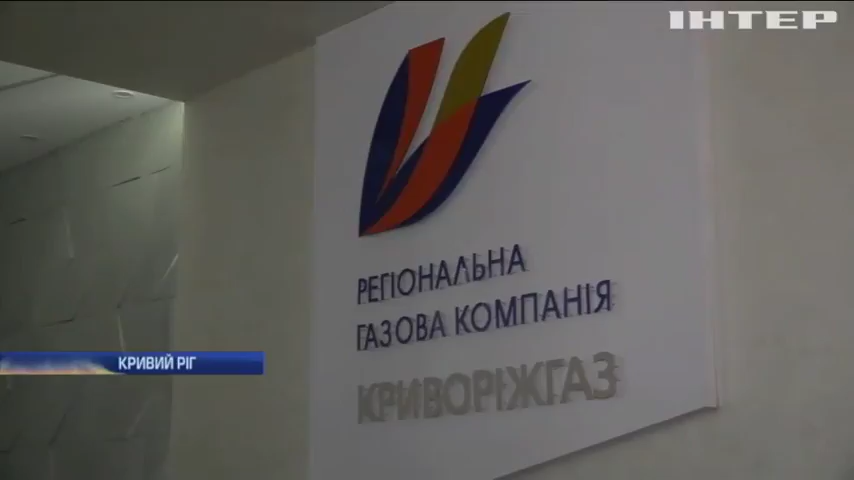 ІНТЕР
РЕГІОНАЛЬНА
ГАЗОВА КОМПАНІЯ
КРИВОРІЖГАЗ
КРИВИЙ РІГ